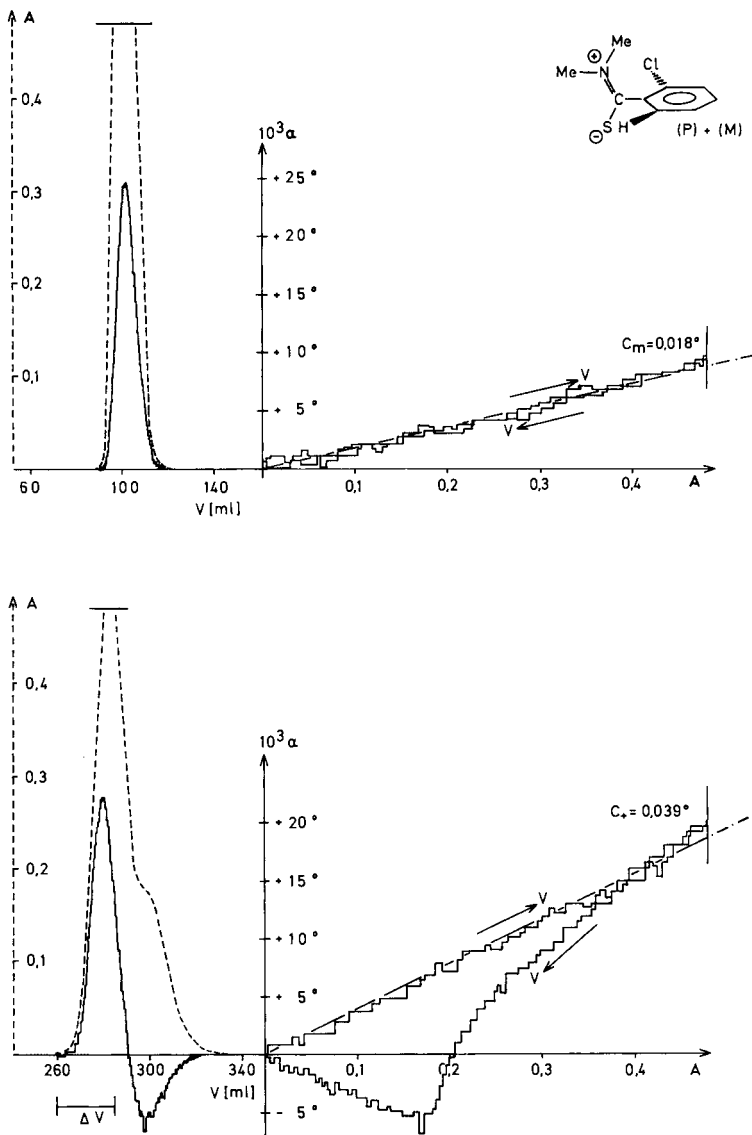 A
0,4
0,3
0,2
0,1
60
100
140
V [ml]
10³α
+ 25°
+ 20°
+ 15°
+ 10°
+ 5°
Cm = 0,018°
V
V
0,1
0,2
0,3
0,4
A
Me
Me
⊕
N
Cl
C
S
⊖
H
(P) + (M)
A
0,4
0,3
0,2
0,1
260
300
340
V [ml]
ΔV
10³α
+ 20°
+ 15°
+ 10°
+ 5°
- 5°
C+ = 0,039°
V
V
0,1
0,2
0,3
0,4
A